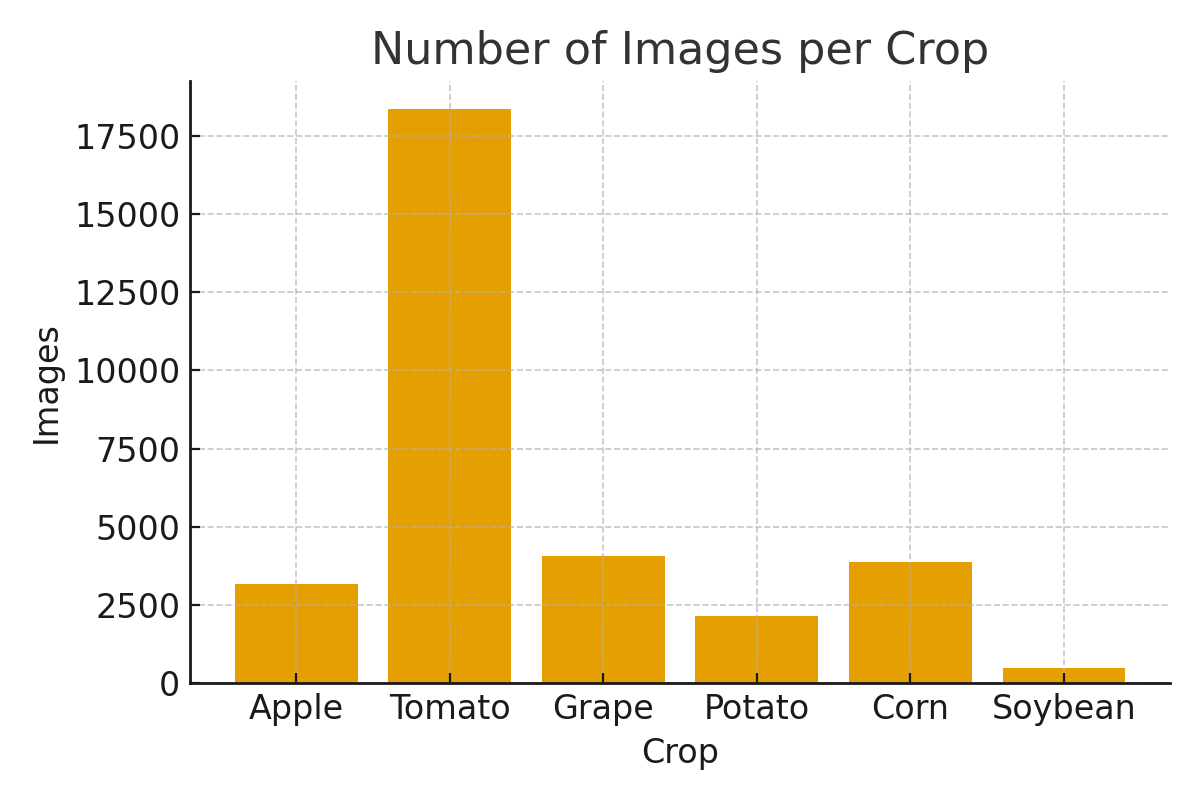 Number of Images per Crop
17500
15000
12500
10000
7500
5000
2500
0
Images
Apple Tomato Grape Potato Corn Soybean
Crop